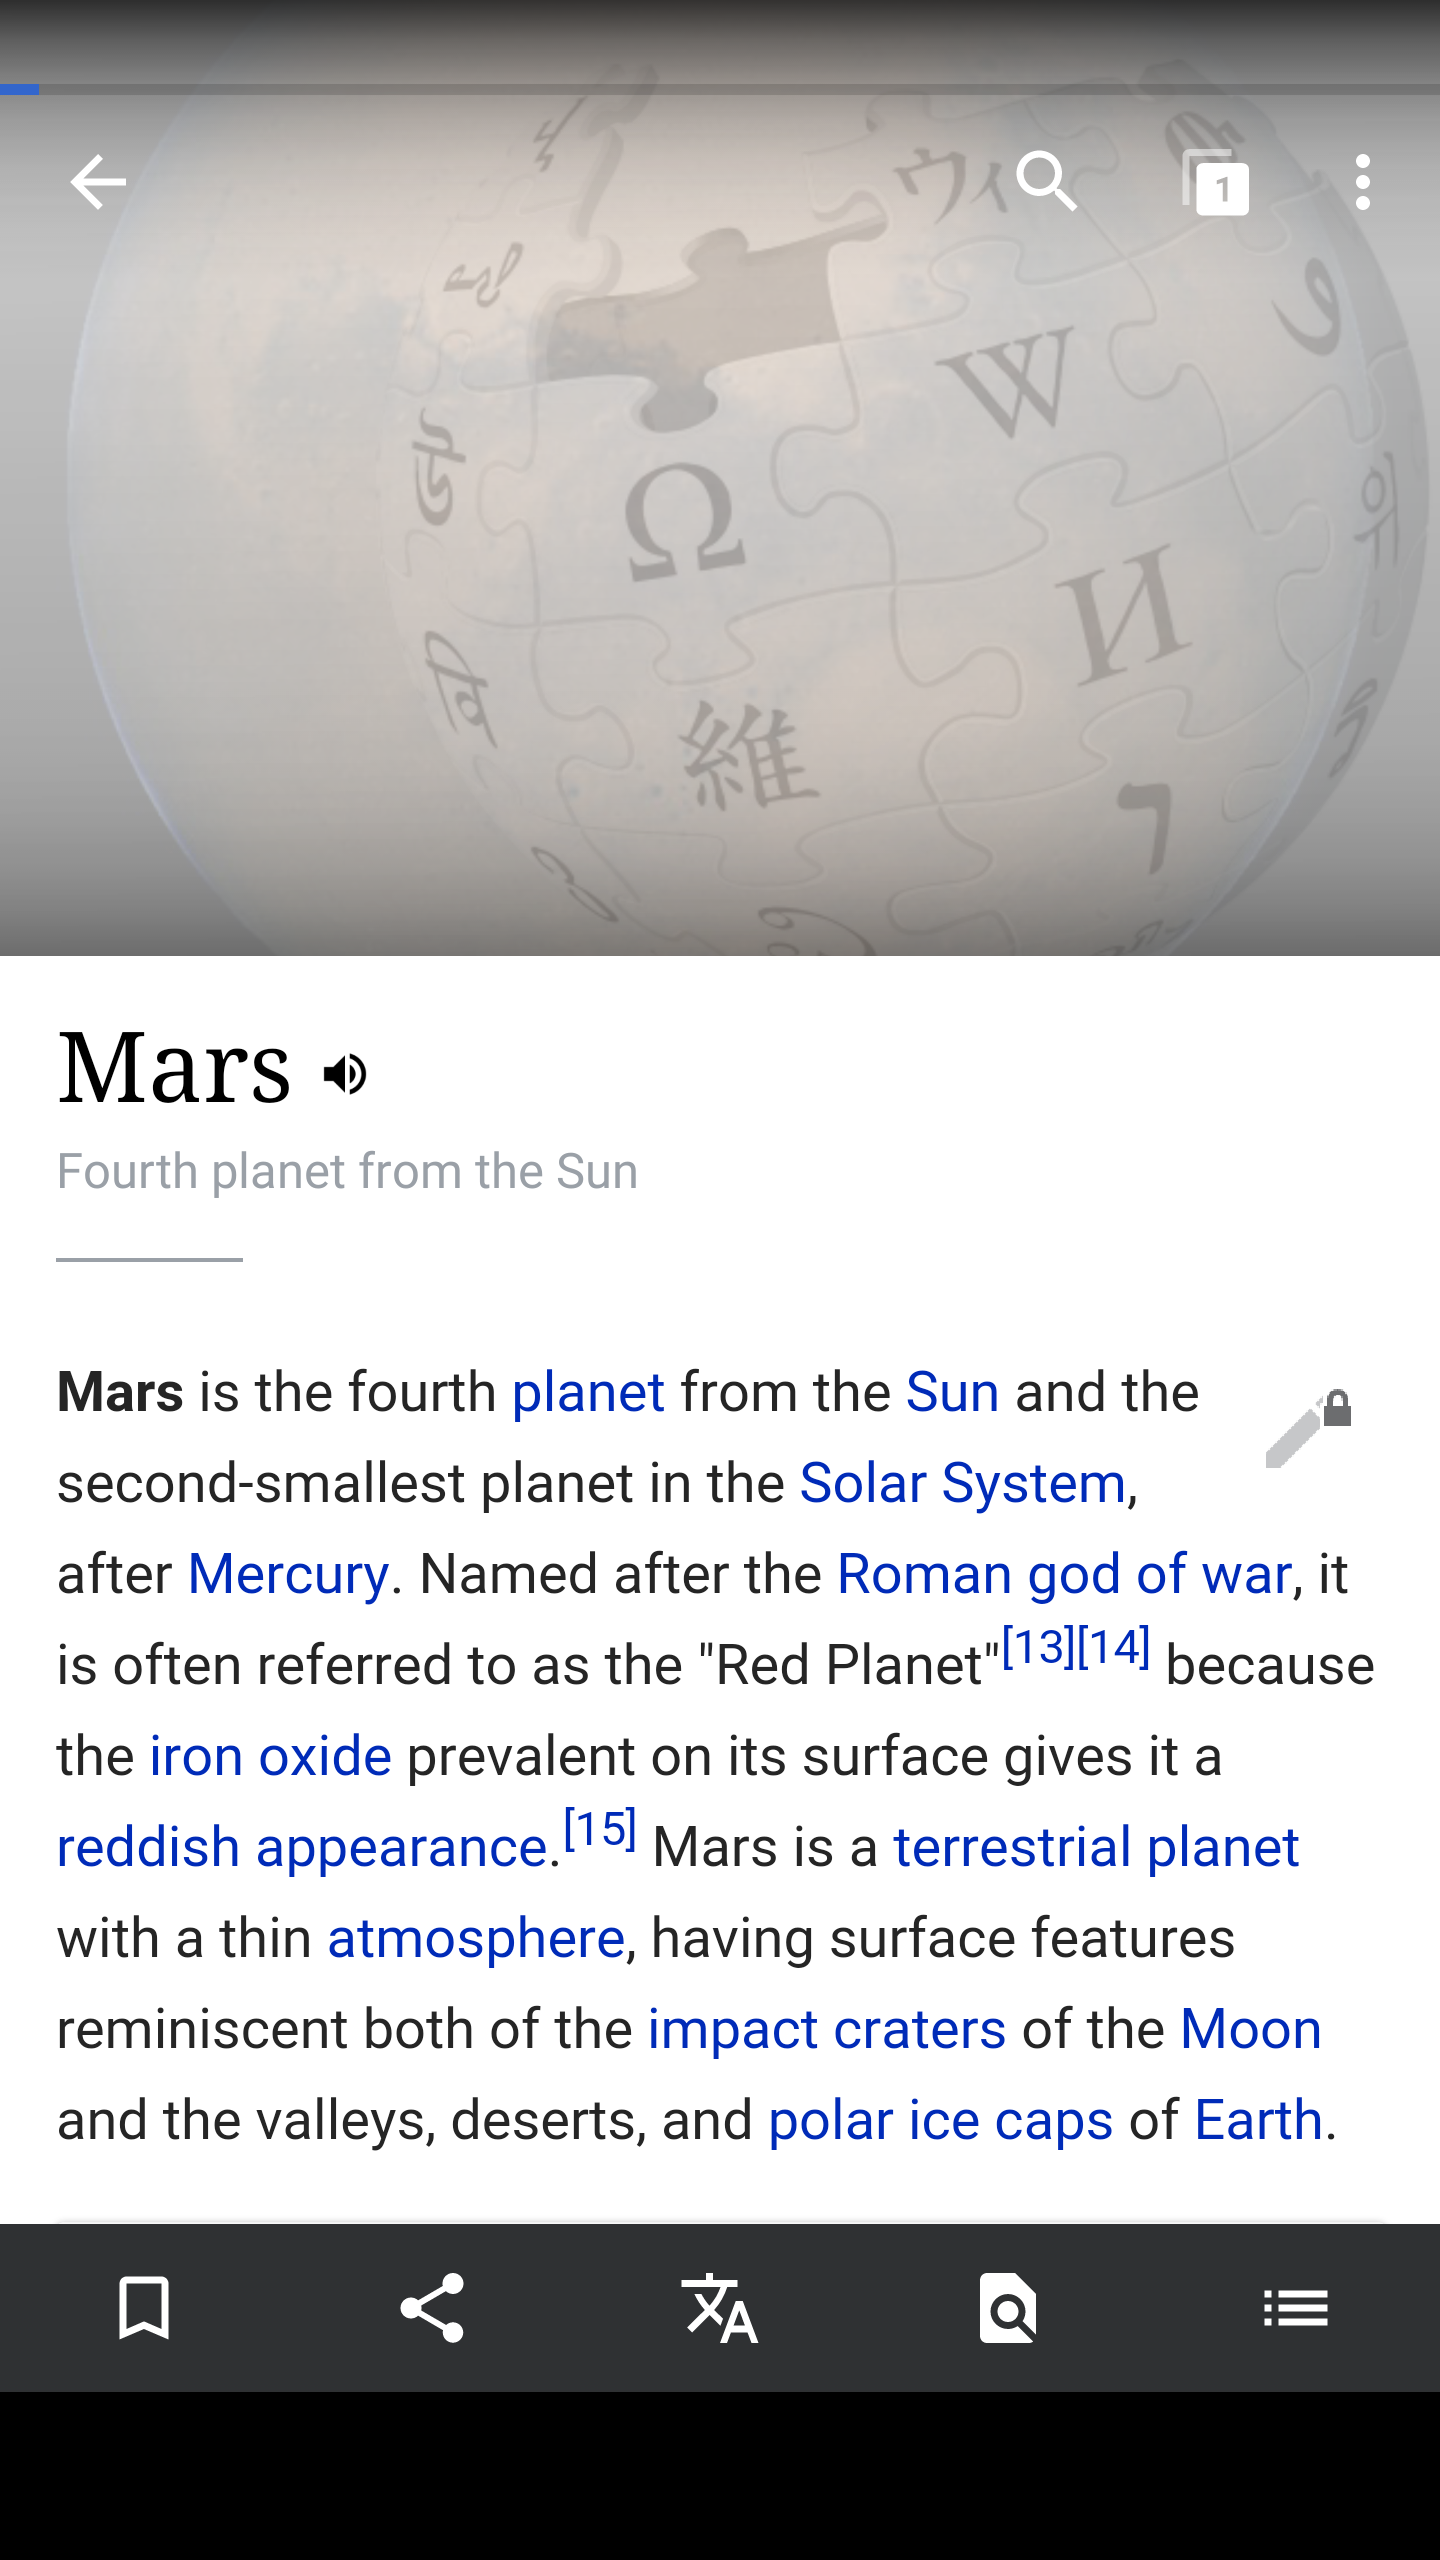 1
ウィ
W
Ω
И
維
ר
Mars
Fourth planet from the Sun
Mars is the fourth planet from the Sun and the
second-smallest planet in the Solar System,
after Mercury. Named after the Roman god of war, it
is often referred to as the "Red Planet"[13][14] because
the iron oxide prevalent on its surface gives it a
reddish appearance.[15] Mars is a terrestrial planet
with a thin atmosphere, having surface features
reminiscent both of the impact craters of the Moon
and the valleys, deserts, and polar ice caps of Earth.